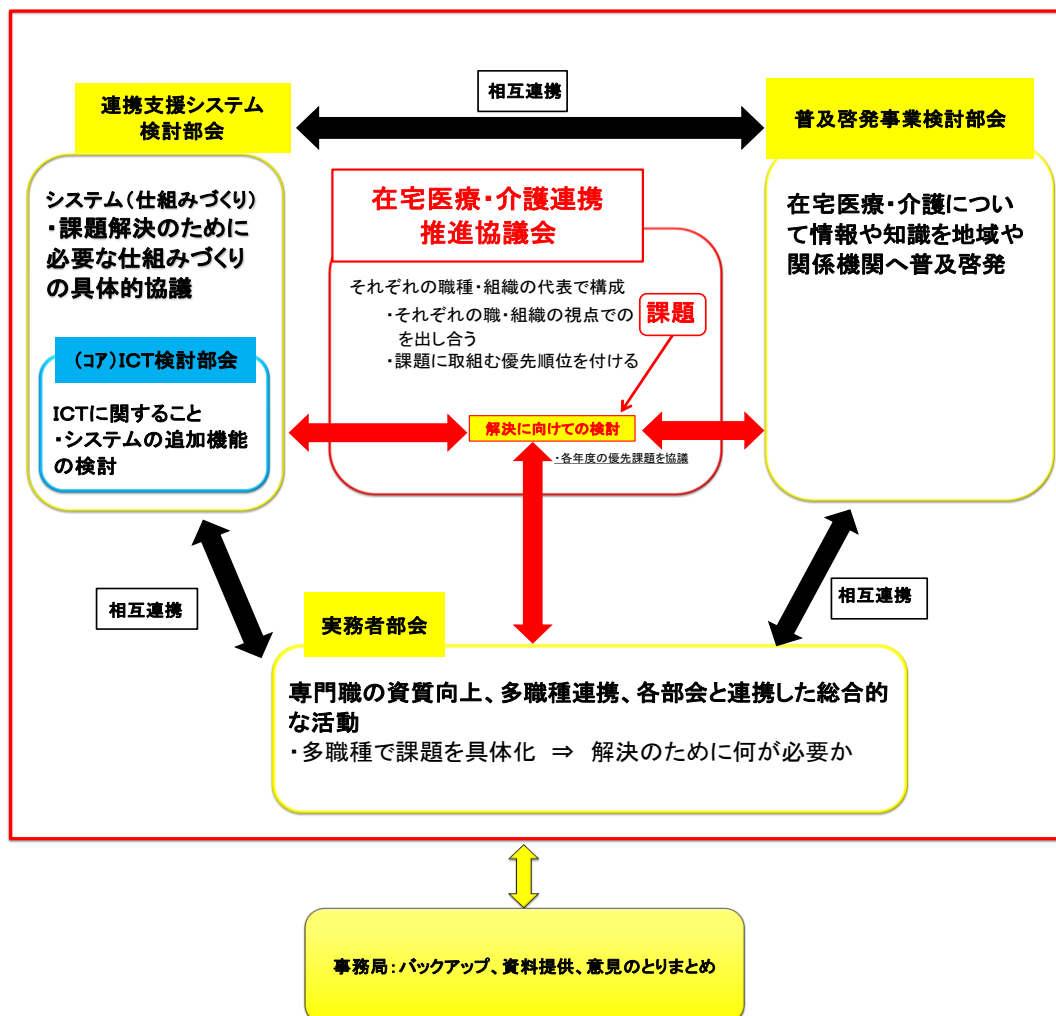 相互連携
連携支援システム
検討部会
普及啓発事業検討部会
システム(仕組みづくり)
・課題解決のために
必要な仕組みづくり
の具体的協議
(コア)ICT検討部会
ICTに関すること
・システムの追加機能
の検討
在宅医療・介護連携
推進協議会
それぞれの職種・組織の代表で構成
・それぞれの職・組織の視点での
課題
を出し合う
・課題に取組む優先順位を付ける
解決に向けての検討
・各年度の優先課題を協議
在宅医療・介護につい
て情報や知識を地域や
関係機関へ普及啓発
相互連携
相互連携
実務者部会
専門職の資質向上、多職種連携、各部会と連携した総合的
な活動
・多職種で課題を具体化 ⇒ 解決のために何が必要か
事務局:バックアップ、資料提供、意見のとりまとめ